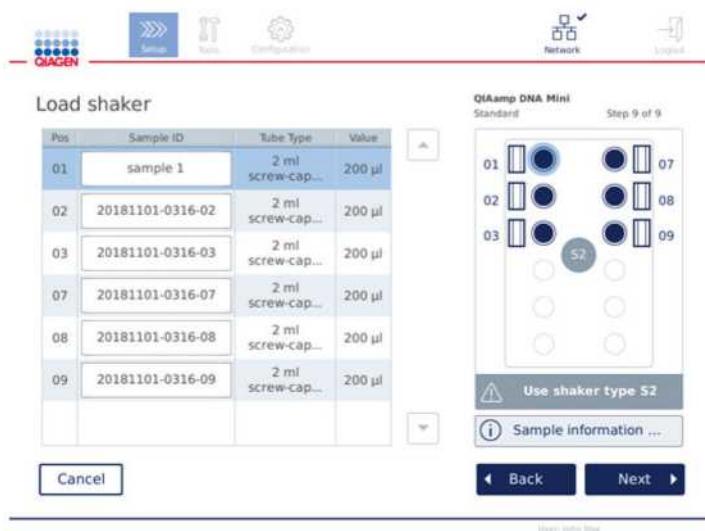 Setup
Tools
Configuration
Network
Logout
QIAGEN
Load shaker
QIAamp DNA Mini
Standard Step 9 of 9
Pos Sample ID Tube Type Value
01 sample 1 2 ml screw-cap... 200 µl
02 20181101-0316-02 2 ml screw-cap... 200 µl
03 20181101-0316-03 2 ml screw-cap... 200 µl
07 20181101-0316-07 2 ml screw-cap... 200 µl
08 20181101-0316-08 2 ml screw-cap... 200 µl
09 20181101-0316-09 2 ml screw-cap... 200 µl
01 07
02 08
03 09
S2
Use shaker type S2
Sample information ...
Cancel
Back
Next